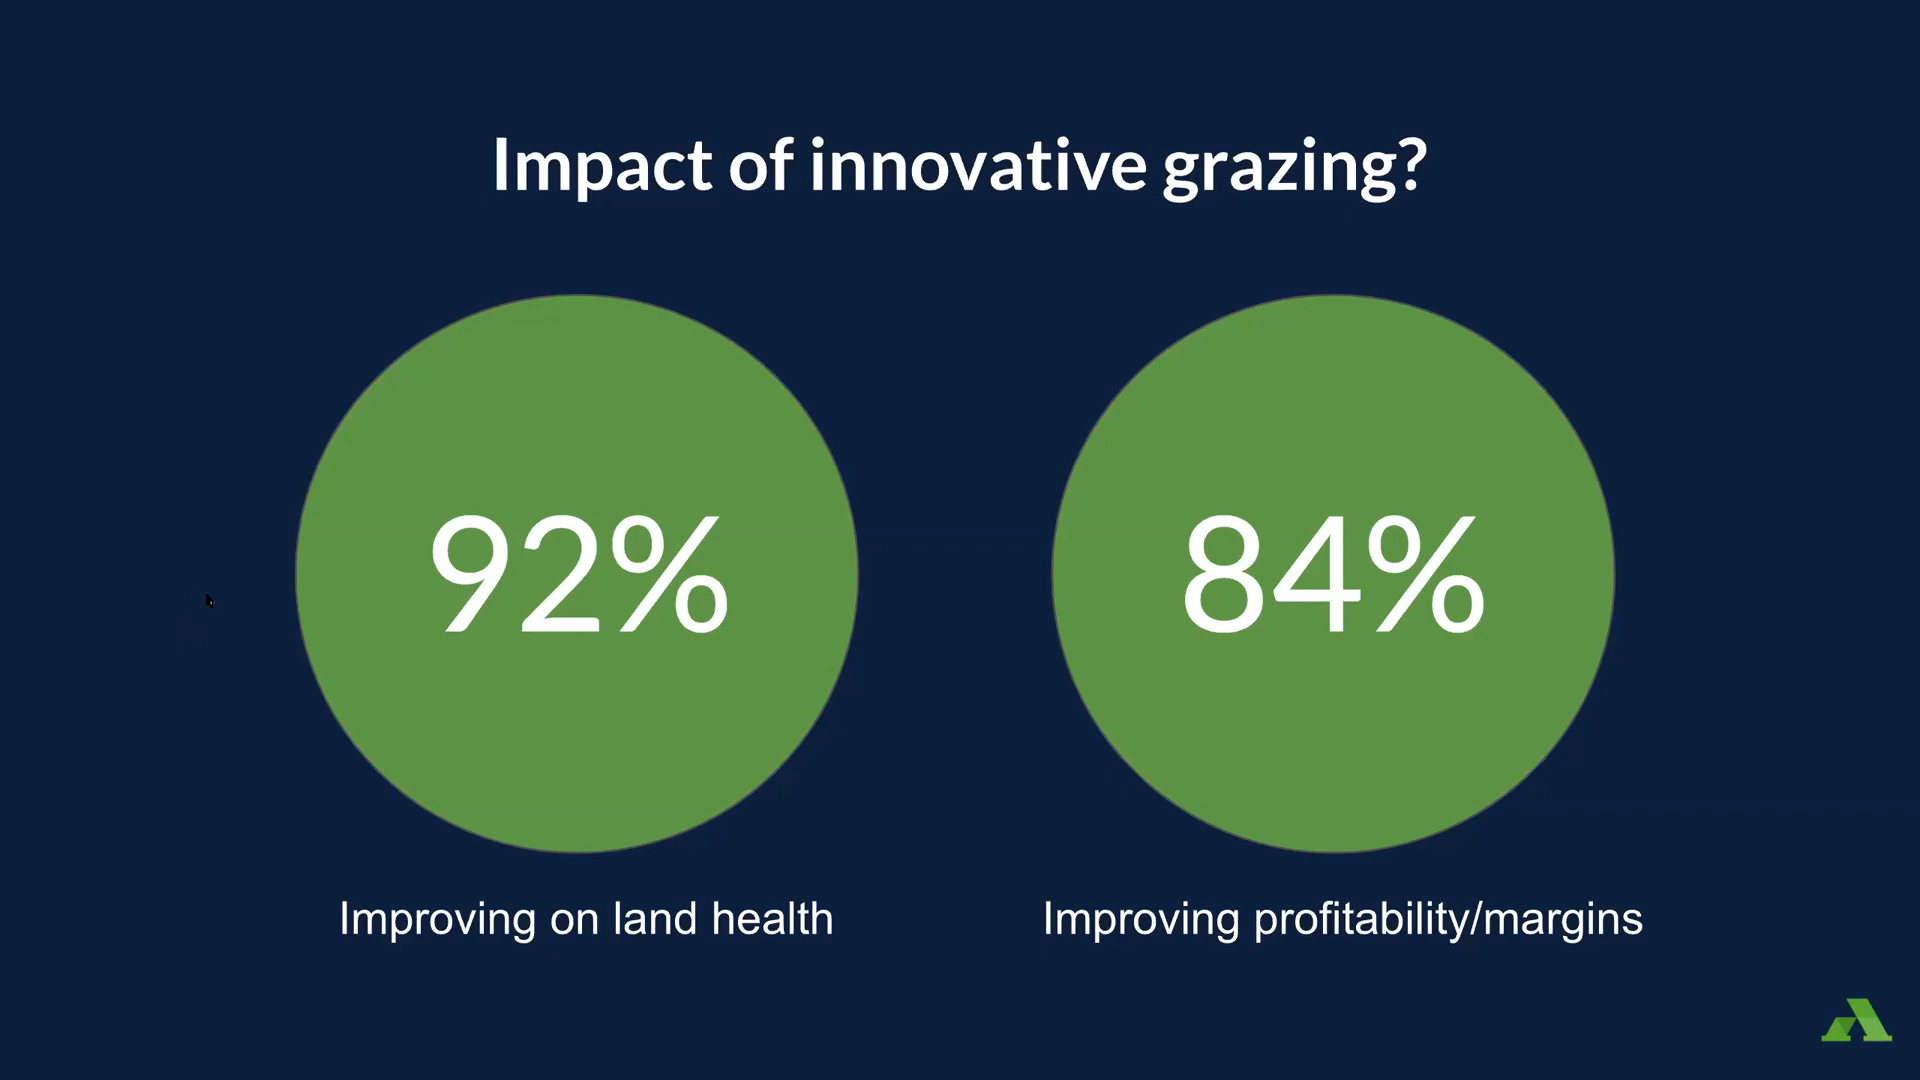 Impact of innovative grazing?
92%
84%
Improving on land health
Improving profitability/margins